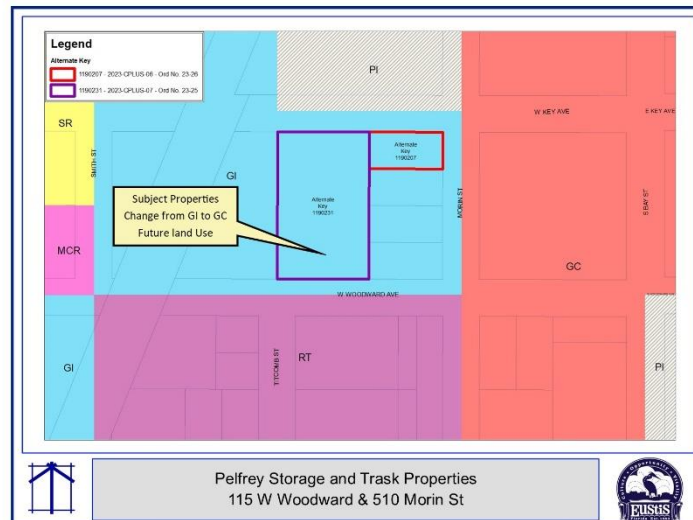 Legend
Alternate Key
1190207 - 2023-CPLUS-08 - Ord No. 23-26
1190231 - 2023-CPLUS-07 - Ord No. 23-25
PI
W KEY AVE
E KEY AVE
SR
SMITH ST
GI
Alternate
Key
1190207
Alternate
Key
1190231
MORIN ST
S BAY ST
Subject Properties
Change from GI to GC
Future land Use
MCR
GC
W WOODWARD AVE
GI
TITCOMB ST
RT
PI
Pelfrey Storage and Trask Properties
115 W Woodward & 510 Morin St
EUSTIS